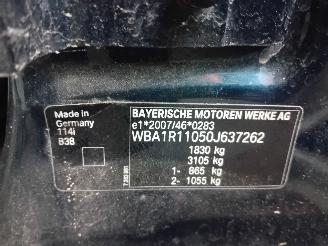 Made in
Germany
114i
B38
BAYERISCHE MOTOREN WERKE AG
e1*2007/46*0283
WBA1R11050J637262
1830 kg
3105 kg
1- 865 kg
2- 1055 kg